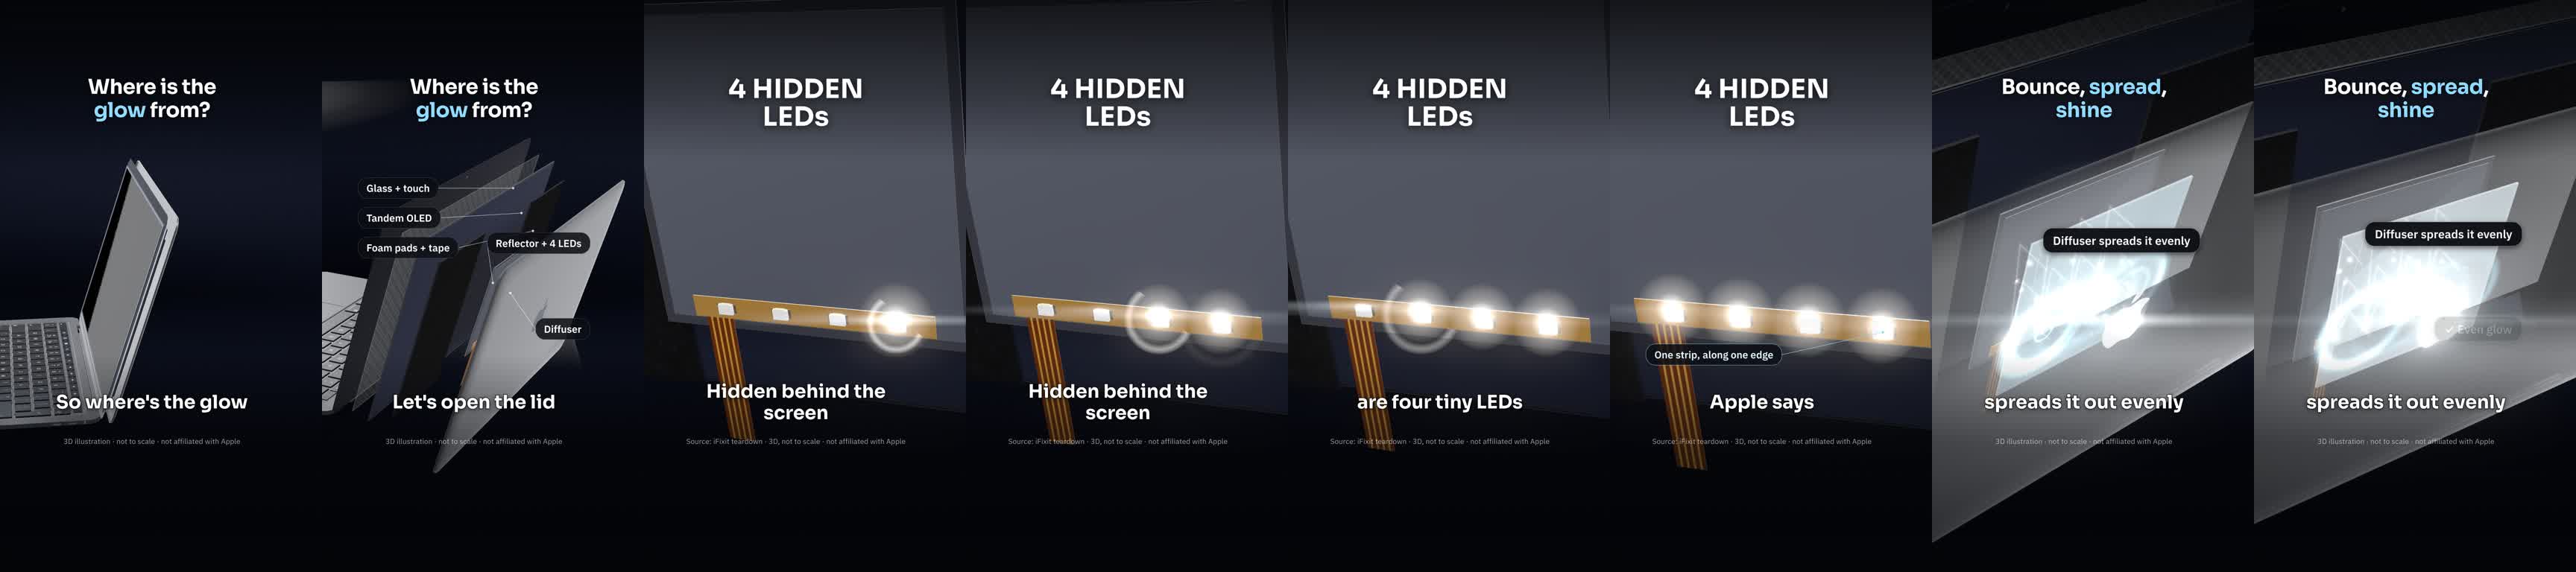 Where is the
glow from?
So where's the glow
3D illustration · not to scale · not affiliated with Apple
Where is the
glow from?
Glass + touch
Tandem OLED
Foam pads + tape
Reflector + 4 LEDs
Diffuser
Let's open the lid
3D illustration · not to scale · not affiliated with Apple
4 HIDDEN
LEDs
Hidden behind the
screen
Source: iFixit teardown · 3D, not to scale · not affiliated with Apple
4 HIDDEN
LEDs
Hidden behind the
screen
Source: iFixit teardown · 3D, not to scale · not affiliated with Apple
4 HIDDEN
LEDs
are four tiny LEDs
Source: iFixit teardown · 3D, not to scale · not affiliated with Apple
4 HIDDEN
LEDs
One strip, along one edge
Apple says
Source: iFixit teardown · 3D, not to scale · not affiliated with Apple
Bounce, spread,
shine
Diffuser spreads it evenly
spreads it out evenly
3D illustration · not to scale · not affiliated with Apple
Bounce, spread,
shine
Diffuser spreads it evenly
✓ Even glow
spreads it out evenly
3D illustration · not to scale · not affiliated with Apple